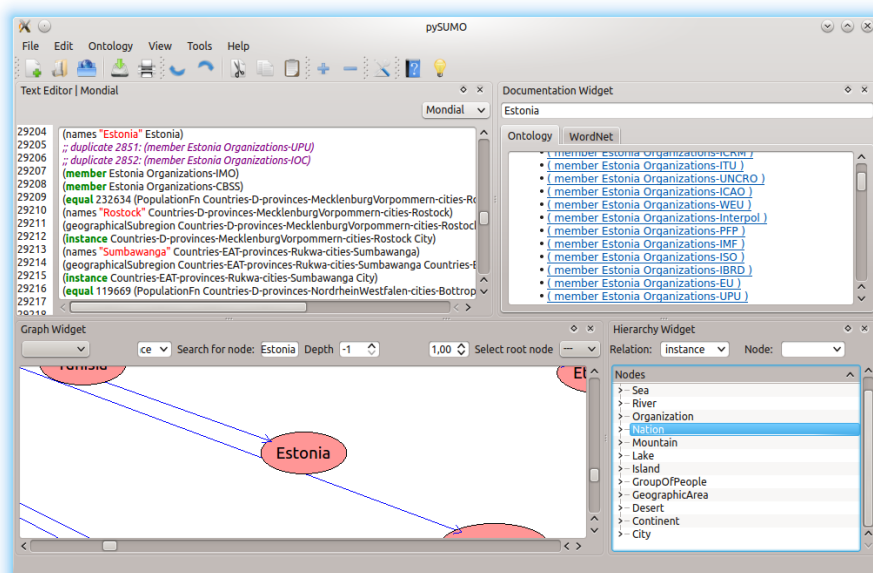 pySUMO
File Edit Ontology View Tools Help
Text Editor | Mondial
Mondial
29204 (names "Estonia" Estonia)
29205 ;; duplicate 2851: (member Estonia Organizations-UPU)
29206 ;; duplicate 2852: (member Estonia Organizations-IOC)
29207 (member Estonia Organizations-IMO)
29208 (member Estonia Organizations-CBSS)
29209 (equal 232634 (PopulationFn Countries-D-provinces-MecklenburgVorpommern-cities-Ro
29210 (names "Rostock" Countries-D-provinces-MecklenburgVorpommern-cities-Rostock)
29211 (geographicalSubregion Countries-D-provinces-MecklenburgVorpommern-cities-Rostock
29212 (instance Countries-D-provinces-MecklenburgVorpommern-cities-Rostock City)
29213 (names "Sumbawanga" Countries-EAT-provinces-Rukwa-cities-Sumbawanga)
29214 (geographicalSubregion Countries-EAT-provinces-Rukwa-cities-Sumbawanga Countries-E
29215 (instance Countries-EAT-provinces-Rukwa-cities-Sumbawanga City)
29216 (equal 119669 (PopulationFn Countries-D-provinces-NordrheinWestfalen-cities-Bottrop
29217
29218
Documentation Widget
Estonia
Ontology WordNet
• ( member Estonia Organizations-ICRM )
• ( member Estonia Organizations-ITU )
• ( member Estonia Organizations-UNCRO )
• ( member Estonia Organizations-ICAO )
• ( member Estonia Organizations-WEU )
• ( member Estonia Organizations-Interpol )
• ( member Estonia Organizations-PFP )
• ( member Estonia Organizations-IMF )
• ( member Estonia Organizations-ISO )
• ( member Estonia Organizations-IBRD )
• ( member Estonia Organizations-EU )
• ( member Estonia Organizations-UPU )
Graph Widget
ce Search for node: Estonia Depth -1 1,00 Select root node ---
Tunisia
Et
Estonia
Hierarchy Widget
Relation: instance Node:
Nodes
Sea
River
Organization
Nation
Mountain
Lake
Island
GroupOfPeople
GeographicArea
Desert
Continent
City